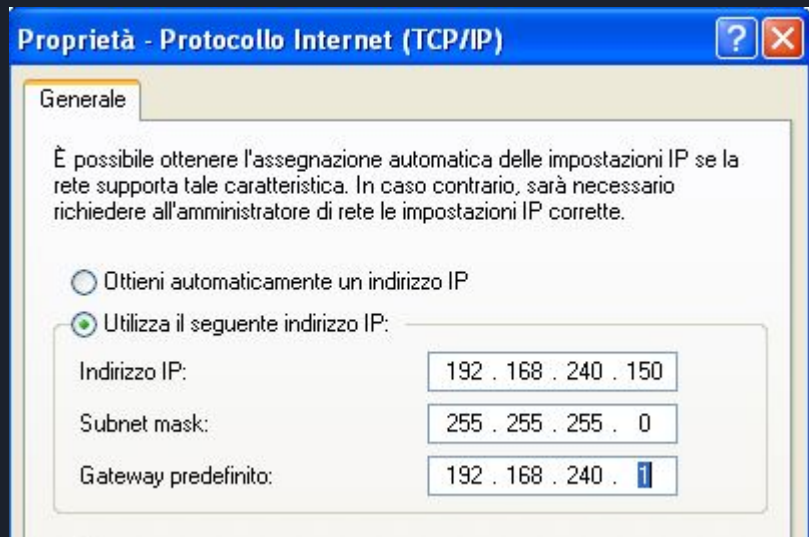 Proprietà - Protocollo Internet (TCP/IP)
Generale
È possibile ottenere l'assegnazione automatica delle impostazioni IP se la
rete supporta tale caratteristica. In caso contrario, sarà necessario
richiedere all'amministratore di rete le impostazioni IP corrette.
Ottieni automaticamente un indirizzo IP
Utilizza il seguente indirizzo IP:
Indirizzo IP: 192 . 168 . 240 . 150
Subnet mask: 255 . 255 . 255 . 0
Gateway predefinito: 192 . 168 . 240 . 1